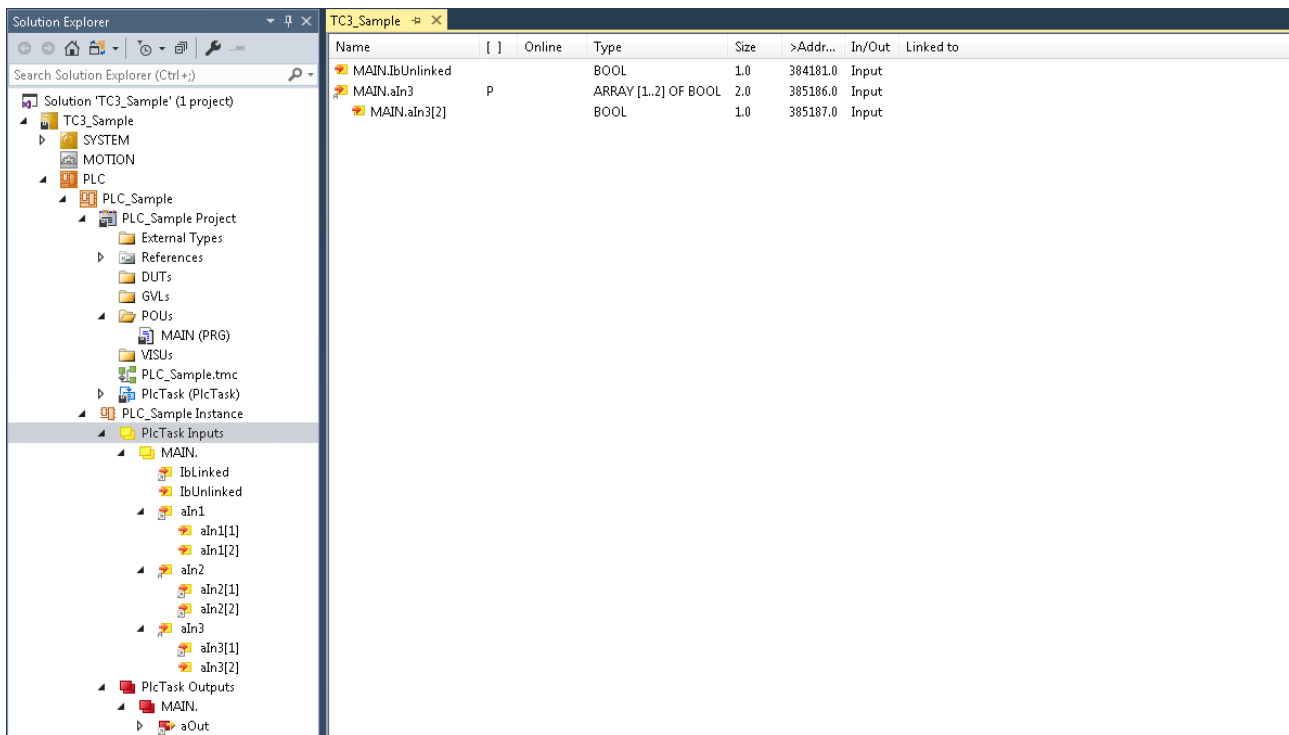 Solution Explorer
Search Solution Explorer (Ctrl+;)
Solution 'TC3_Sample' (1 project)
TC3_Sample
SYSTEM
MOTION
PLC
PLC_Sample
PLC_Sample Project
External Types
References
DUTs
GVLs
POUs
MAIN (PRG)
VISUs
PLC_Sample.tmc
PlcTask (PlcTask)
PLC_Sample Instance
PlcTask Inputs
MAIN.
IbLinked
IbUnlinked
aIn1
aIn1[1]
aIn1[2]
aIn2
aIn2[1]
aIn2[2]
aIn3
aIn3[1]
aIn3[2]
PlcTask Outputs
MAIN.
aOut
TC3_Sample
Name [ ] Online Type Size >Addr... In/Out Linked to
MAIN.IbUnlinked BOOL 1.0 384181.0 Input
MAIN.aIn3 P ARRAY [1..2] OF BOOL 2.0 385186.0 Input
MAIN.aIn3[2] BOOL 1.0 385187.0 Input